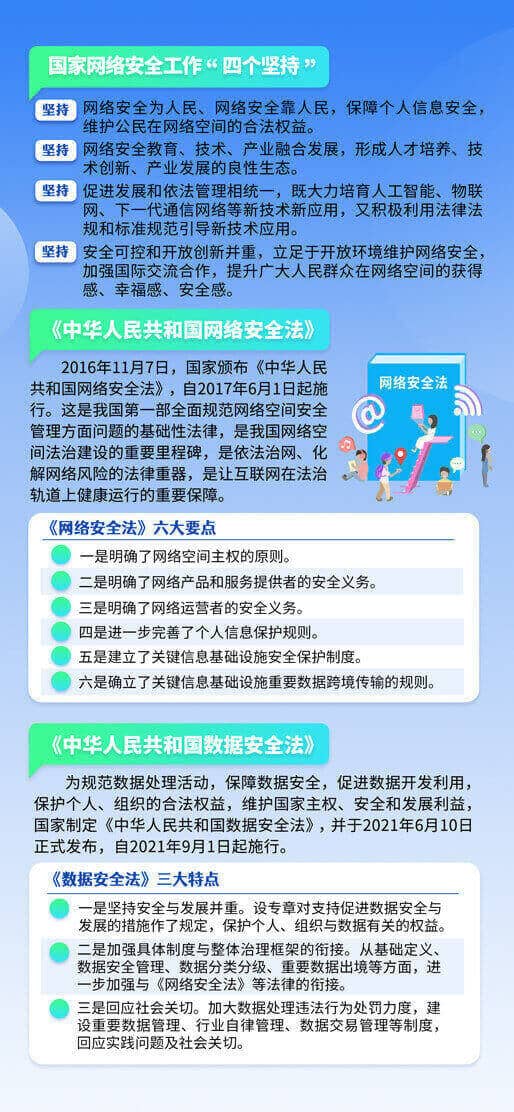 国家网络安全工作“四个坚持”
坚持 网络安全为人民、网络安全靠人民，保障个人信息安全，
维护公民在网络空间的合法权益。
坚持 网络安全教育、技术、产业融合发展，形成人才培养、技
术创新、产业发展的良性生态。
坚持 促进发展和依法管理相统一，既大力培育人工智能、物联
网、下一代通信网络等新技术新应用，又积极利用法律法
规和标准规范引导新技术应用。
坚持 安全可控和开放创新并重，立足于开放环境维护网络安全，
加强国际交流合作，提升广大人民群众在网络空间的获得
感、幸福感、安全感。
《中华人民共和国网络安全法》
2016年11月7日，国家颁布《中华人民
共和国网络安全法》，自2017年6月1日起施
行。这是我国第一部全面规范网络空间安全
管理方面问题的基础性法律，是我国网络空
间法治建设的重要里程碑，是依法治网、化
解网络风险的法律重器，是让互联网在法治
轨道上健康运行的重要保障。
网络安全法
@
《网络安全法》六大要点
一是明确了网络空间主权的原则。
二是明确了网络产品和服务提供者的安全义务。
三是明确了网络运营者的安全义务。
四是进一步完善了个人信息保护规则。
五是建立了关键信息基础设施安全保护制度。
六是确立了关键信息基础设施重要数据跨境传输的规则。
《中华人民共和国数据安全法》
为规范数据处理活动，保障数据安全，促进数据开发利用，
保护个人、组织的合法权益，维护国家主权、安全和发展利益，
国家制定《中华人民共和国数据安全法》，并于2021年6月10日
正式发布，自2021年9月1日起施行。
《数据安全法》三大特点
一是坚持安全与发展并重。设专章对支持促进数据安全与
发展的措施作了规定，保护个人、组织与数据有关的权益。
二是加强具体制度与整体治理框架的衔接。从基础定义、
数据安全管理、数据分类分级、重要数据出境等方面，进
一步加强与《网络安全法》等法律的衔接。
三是回应社会关切。加大数据处理违法行为处罚力度，建
设重要数据管理、行业自律管理、数据交易管理等制度，
回应实践问题及社会关切。